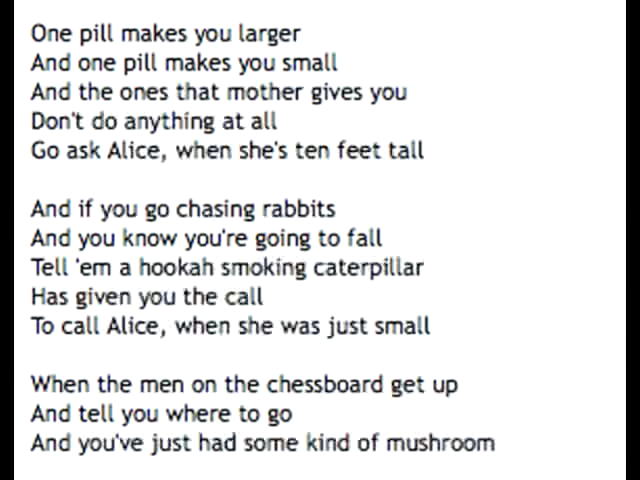 One pill makes you larger
And one pill makes you small
And the ones that mother gives you
Don't do anything at all
Go ask Alice, when she's ten feet tall
And if you go chasing rabbits
And you know you're going to fall
Tell 'em a hookah smoking caterpillar
Has given you the call
To call Alice, when she was just small
When the men on the chessboard get up
And tell you where to go
And you've just had some kind of mushroom